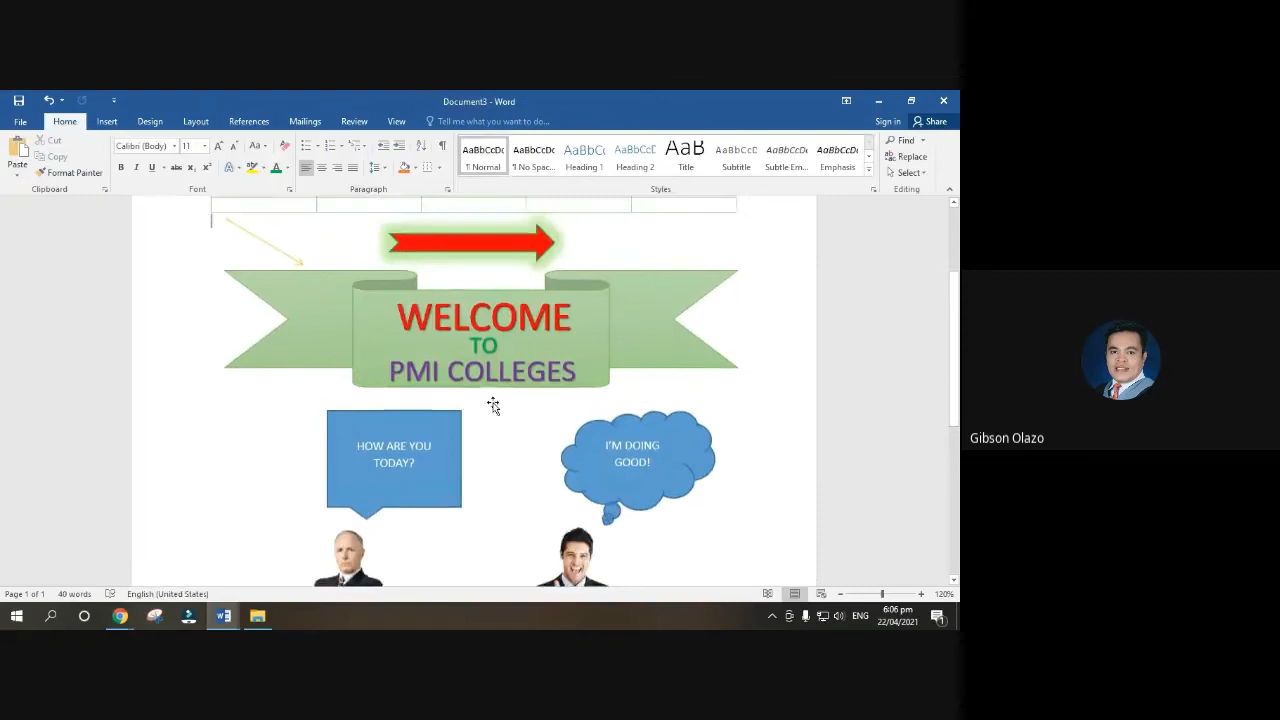 Document3 - Word
File Home Insert Design Layout References Mailings Review View Tell me what you want to do... Sign in Share
Paste
Cut
Copy
Format Painter
Clipboard
Calibri (Body) 11
Font
Paragraph
AaBbCcDc AaBbCcDc AaBbCc AaBbCcD AaB AaBbCcD AaBbCcDc AaBbCcDc
¶ Normal ¶ No Spac... Heading 1 Heading 2 Title Subtitle Subtle Em... Emphasis
Styles
Find
Replace
Select
Editing
WELCOME
TO
PMI COLLEGES
HOW ARE YOU
TODAY?
I'M DOING
GOOD!
Page 1 of 1 40 words English (United States) 120%
ENG
6:06 pm
22/04/2021
Gibson Olazo